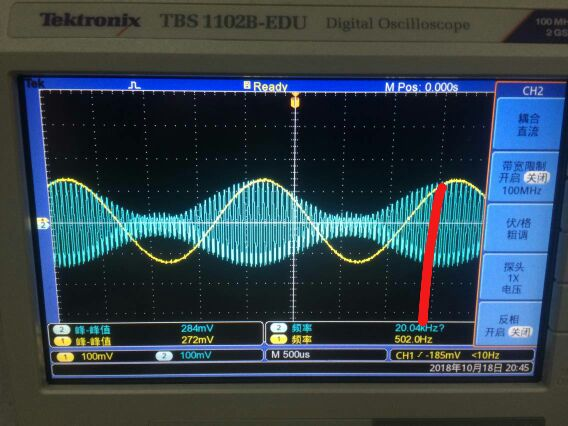 Tektronix TBS 1102B-EDU Digital Oscilloscope
100 MH
2 GS
Tek
2 Ready
M Pos: 0.000s
CH2
耦合
直流
带宽限制
开启 关闭
100MHz
伏/格
粗调
探头
1X
电压
反相
开启 关闭
2
2 峰-峰值 284mV
1 峰-峰值 272mV
2 频率 20.04kHz?
1 频率 502.0Hz
1 100mV 2 100mV M 500us CH1 -185mV <10Hz
2018年10月18日 20:45